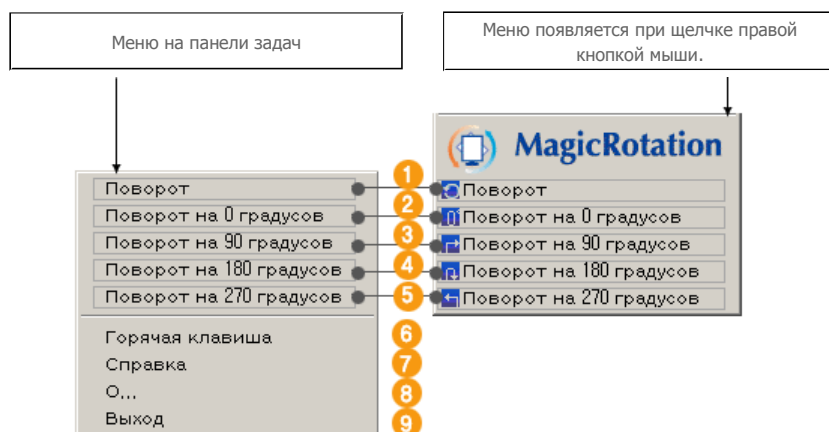 Меню на панели задач
Меню появляется при щелчке правой
кнопкой мыши.
MagicRotation
Поворот
1
Поворот
Поворот на 0 градусов
2
Поворот на 0 градусов
Поворот на 90 градусов
3
Поворот на 90 градусов
Поворот на 180 градусов
4
Поворот на 180 градусов
Поворот на 270 градусов
5
Поворот на 270 градусов
Горячая клавиша
6
Справка
7
О...
8
Выход
9